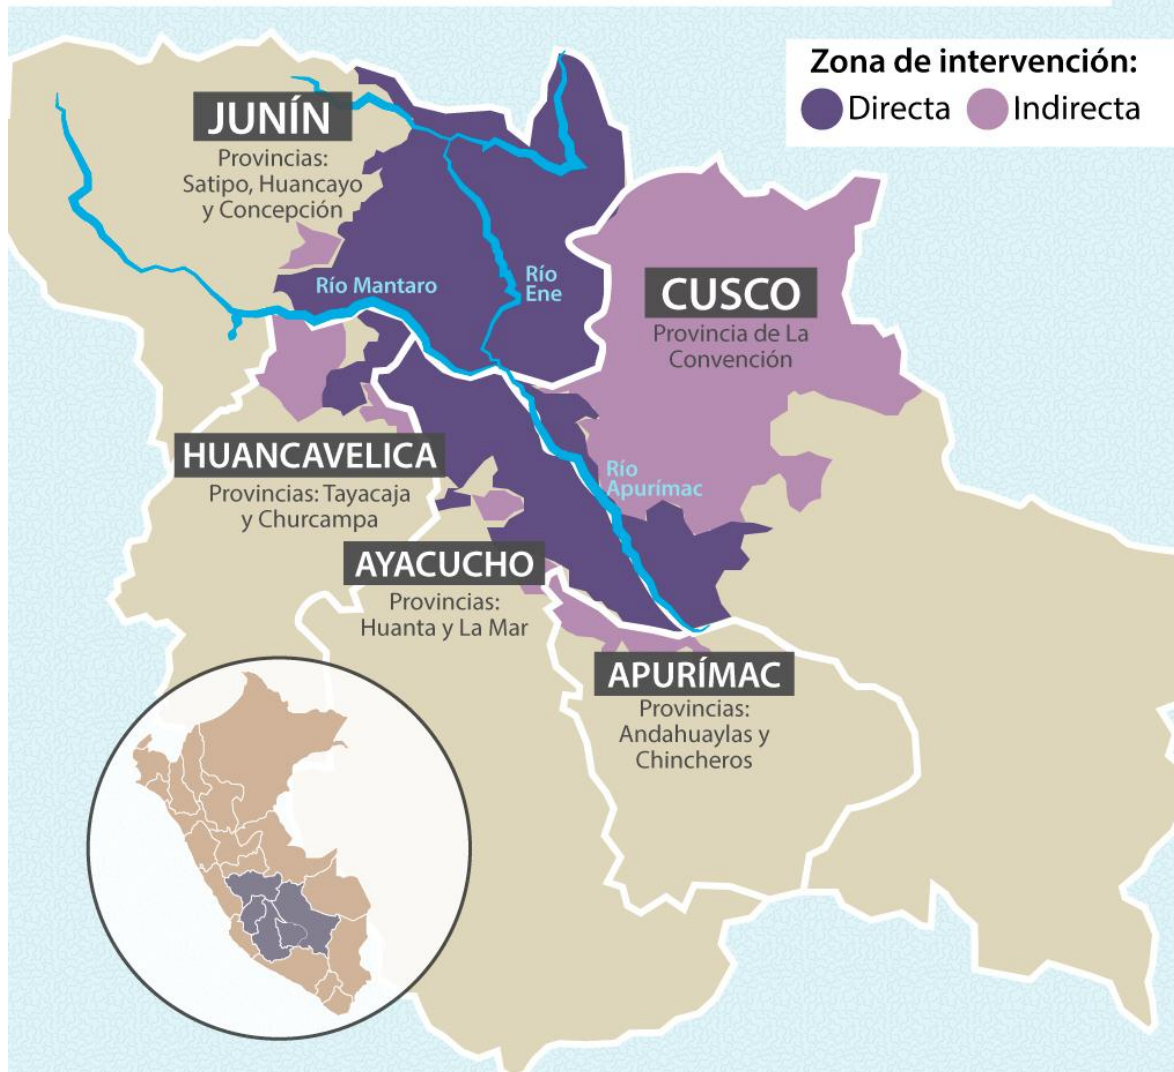 Zona de intervención:
Directa Indirecta
JUNÍN
Provincias:
Satipo, Huancayo
y Concepción
Río Mantaro
Río
Ene
CUSCO
Provincia de La
Convención
HUANCAVELICA
Provincias: Tayacaja
y Churcampa
Río
Apurímac
AYACUCHO
Provincias:
Huanta y La Mar
APURÍMAC
Provincias:
Andahuaylas y
Chincheros